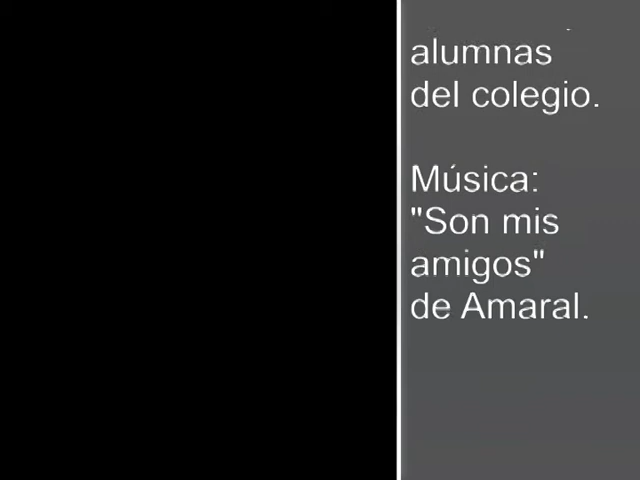 alumnas
del colegio.
Música:
"Son mis
amigos"
de Amaral.